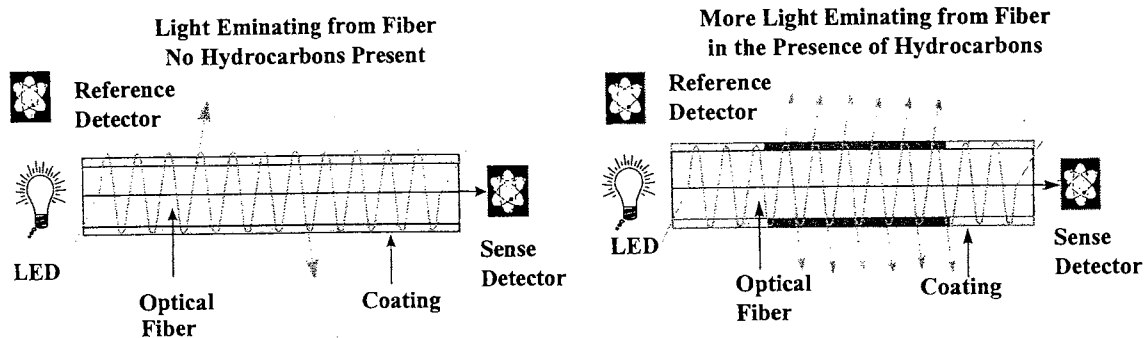 Light Eminating from Fiber
No Hydrocarbons Present
Reference
Detector
LED
Optical
Fiber
Coating
Sense
Detector
More Light Eminating from Fiber
in the Presence of Hydrocarbons
Reference
Detector
LED
Optical
Fiber
Coating
Sense
Detector